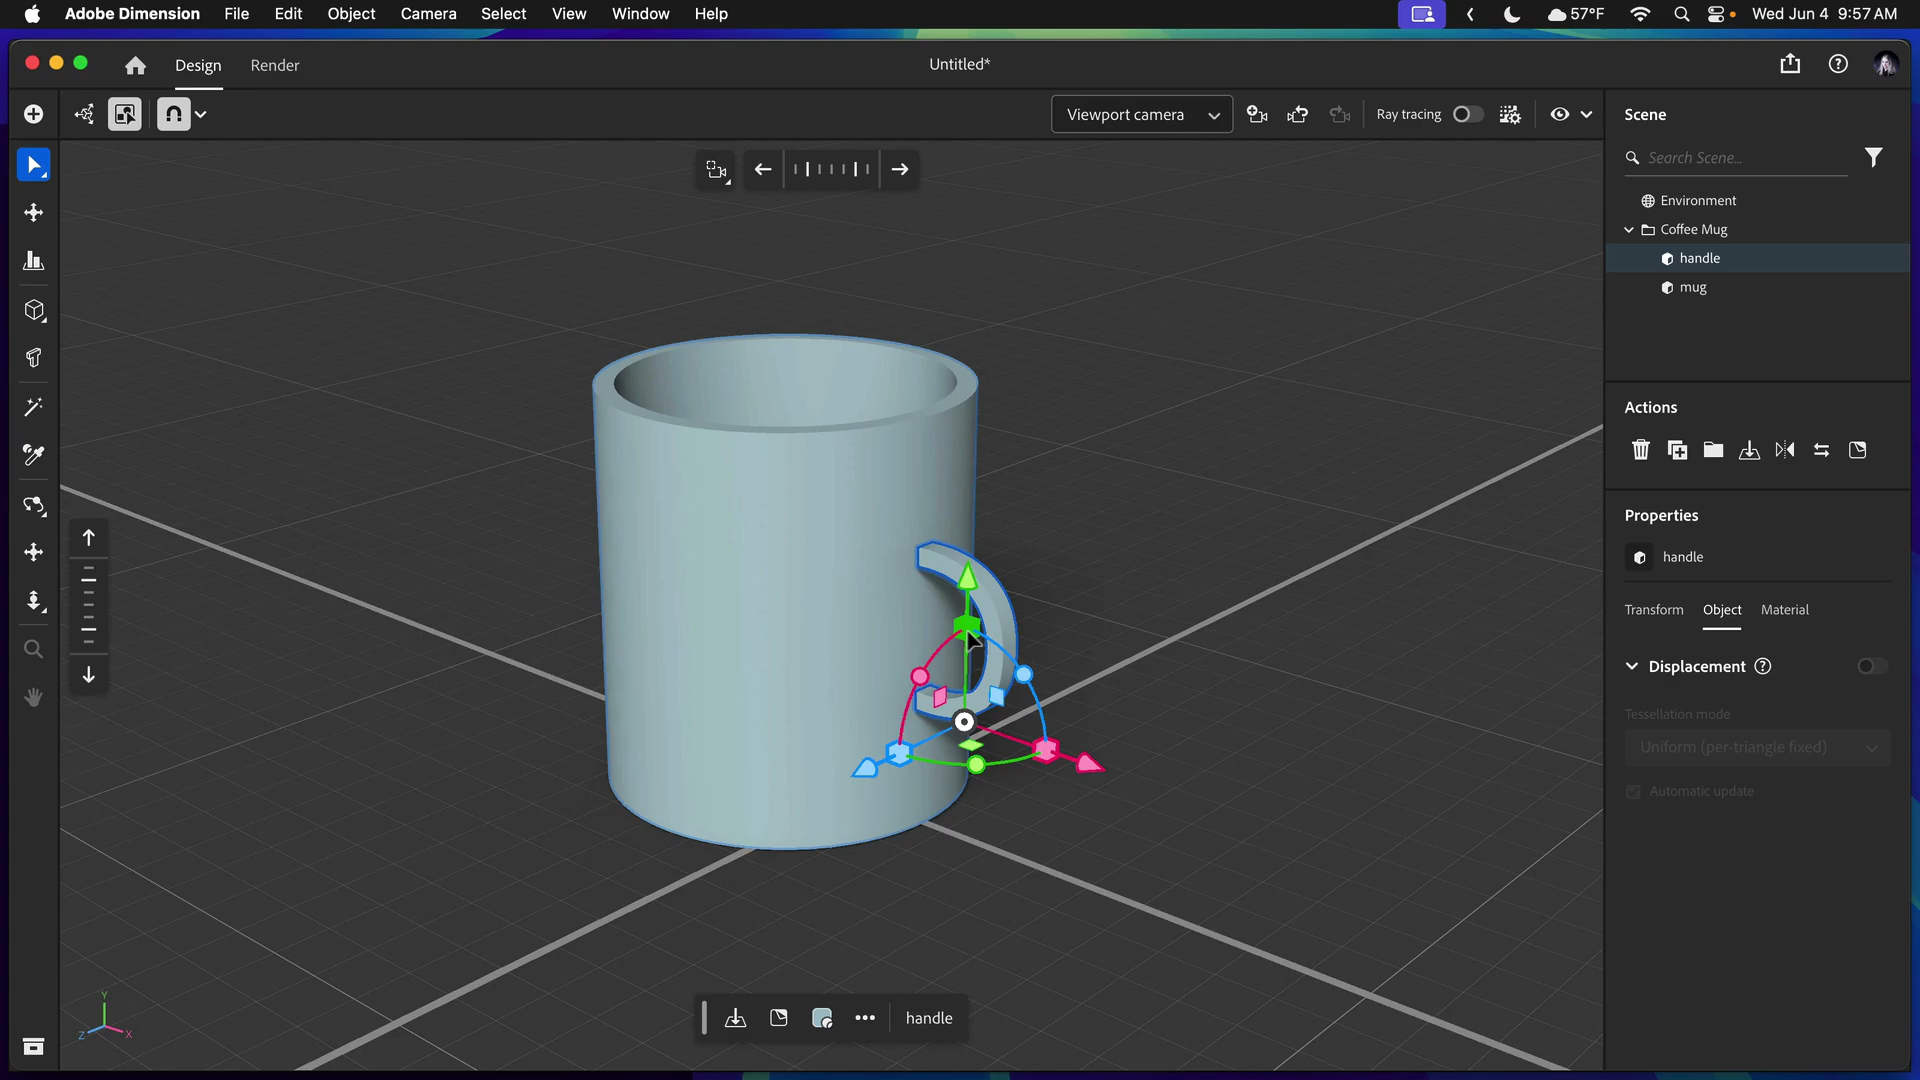 Adobe Dimension File Edit Object Camera Select View Window Help 57°F Wed Jun 4 9:57 AM
Design Render Untitled*
Viewport camera Ray tracing
Scene
Search Scene...
Environment
Coffee Mug
handle
mug
Actions
Properties
handle
Transform Object Material
Displacement
Tessellation mode
Uniform (per-triangle fixed)
Automatic update
Y
Z X
handle